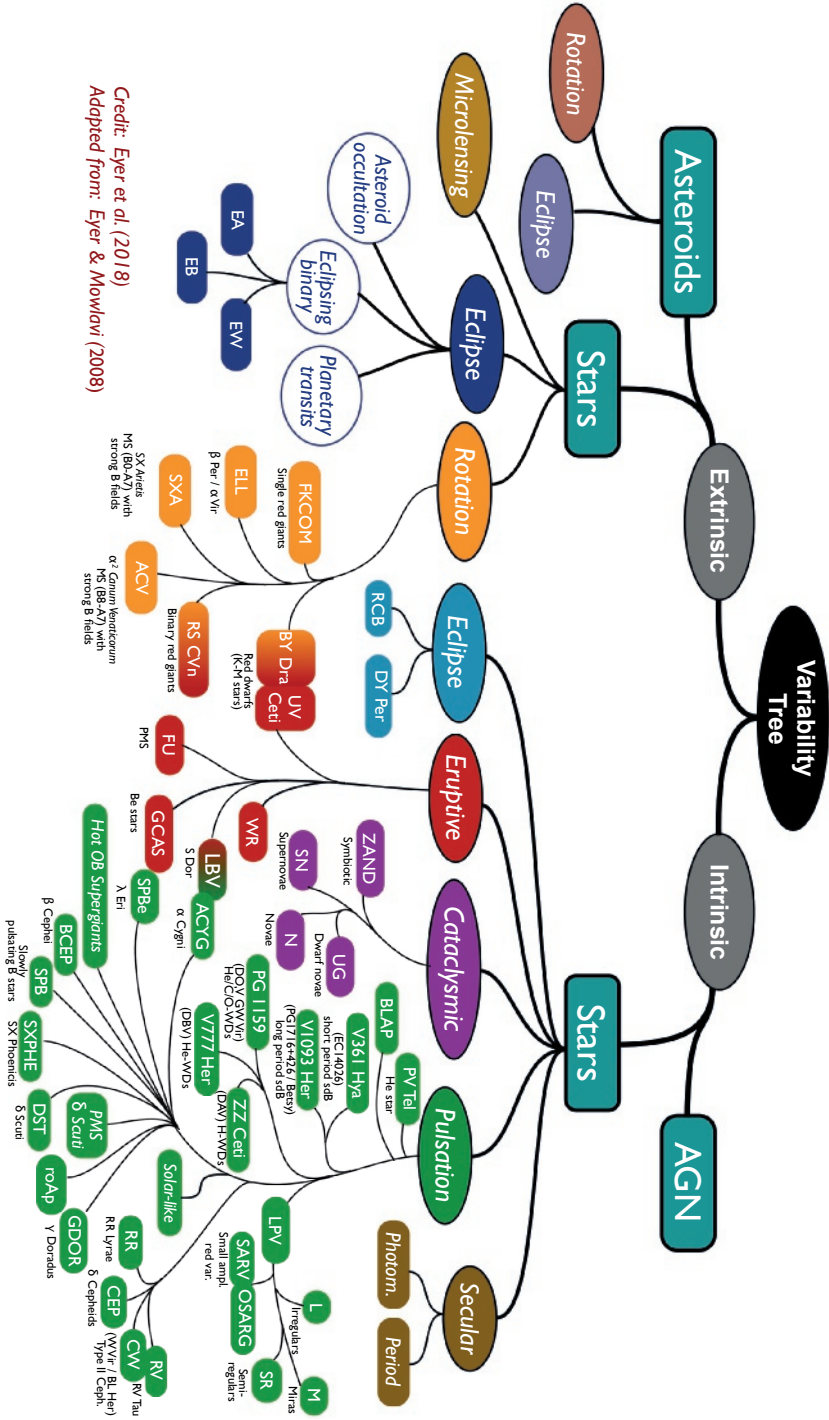 Variability
Tree
Extrinsic
Intrinsic
Asteroids
Stars
Stars
AGN
Rotation
Eclipse
Microlensing
Eclipse
Rotation
Eclipse
Eruptive
Cataclysmic
Pulsation
Secular
Asteroid
occultation
Eclipsing
binary
Planetary
transits
EA
EB
EW
FKCOM
Single red giants
ELL
β Per / α Vir
SXA
SX Arietis
MS (B0-A7) with
strong B fields
ACV
α² Canum Venaticorum
MS (B8-A7) with
strong B fields
RS CVn
Binary red giants
BY Dra
UV
Ceti
Red dwarfs
(K-M stars)
RCB
DY Per
FU
PMS
GCAS
Be stars
WR
LBV
S Dor
ZAND
Symbiotic
SN
Supernovae
N
Novae
UG
Dwarf novae
ACYG
α Cygni
Hot OB Supergiants
SPBe
λ Eri
BCEP
β Cephei
SPB
Slowly
pulsating B stars
SXPHE
SX Phoenicis
DST
δ Scuti
PMS
δ Scuti
roAp
GDOR
γ Doradus
Solar-like
PG 1159
(DO,V GW Vir)
He/C/O-WDs
V777 Her
(DBV) He-WDs
ZZ Ceti
(DAV) H-WDs
BLAP
PV Tel
He star
V361 Hya
(EC14026)
short period sdB
V1093 Her
(PG1716+426 / Betsy)
long period sdB
LPV
L
Irregulars
M
Miras
SARV
Small ampl.
red var.
OSARG
SR
Semi-
regulars
RR
RR Lyrae
CEP
δ Cepheids
CW
(W Vir / BL Her)
Type II Ceph.
RV
RV Tau
Photom.
Period
Credit: Eyer et al. (2018)
Adapted from: Eyer & Mowlavi (2008)